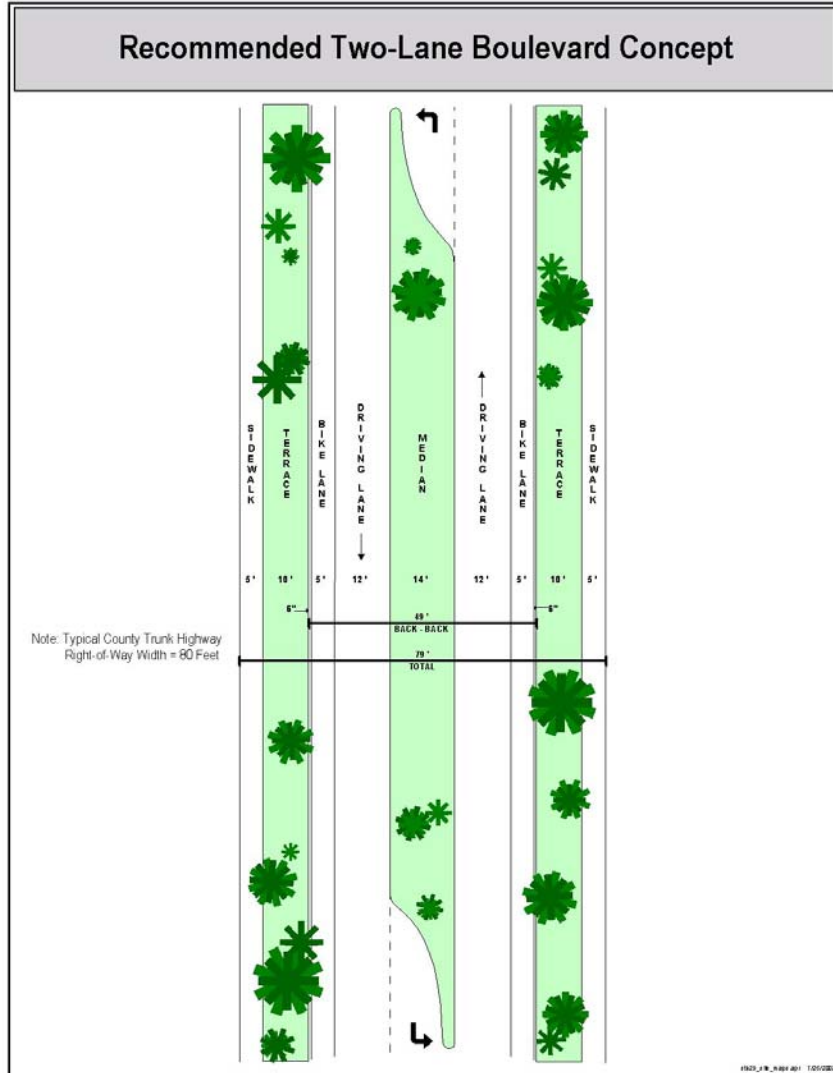 Recommended Two-Lane Boulevard Concept
SIDEWALK
TERRACE
BIKE LANE
DRIVING LANE
MEDIAN
DRIVING LANE
BIKE LANE
TERRACE
SIDEWALK
5' 10' 5' 12' 14' 12' 5' 10' 5'
6" 6"
49'
BACK - BACK
Note: Typical County Trunk Highway
Right-of-Way Width = 80 Feet
79'
TOTAL